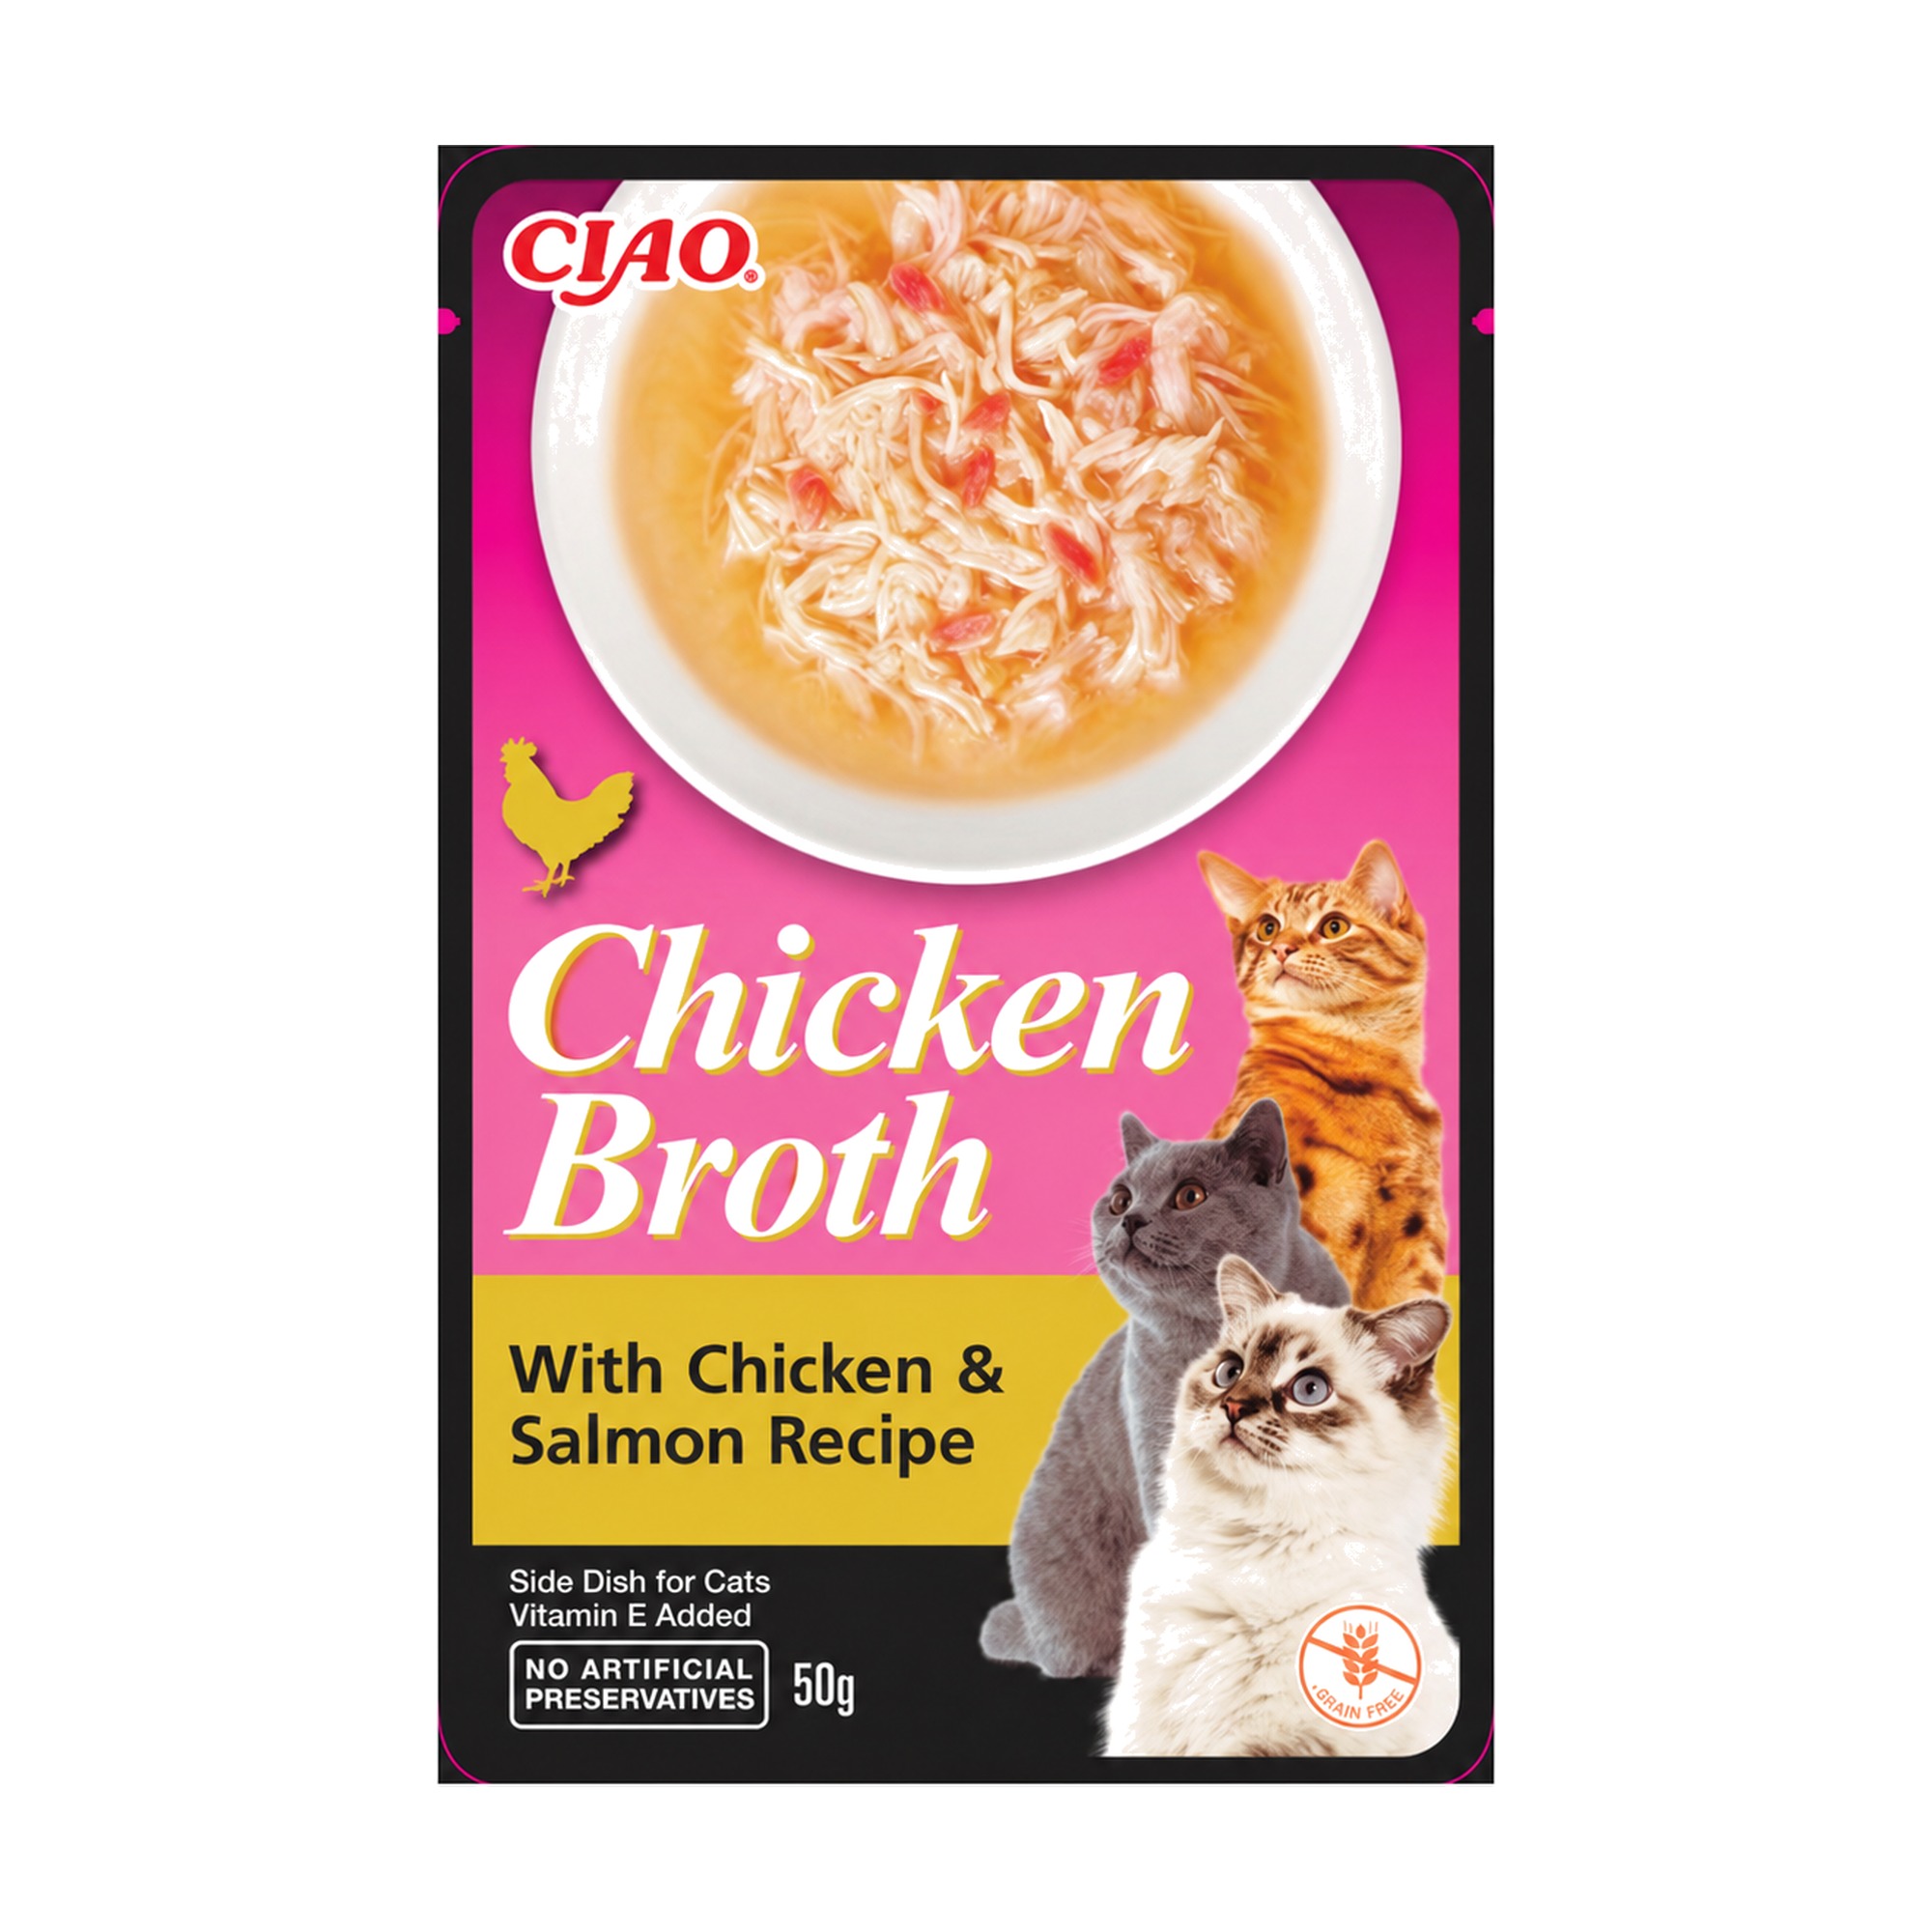 CIAO®
Chicken
Broth
With Chicken &
Salmon Recipe
Side Dish for Cats
Vitamin E Added
NO ARTIFICIAL
PRESERVATIVES
50g
GRAIN FREE